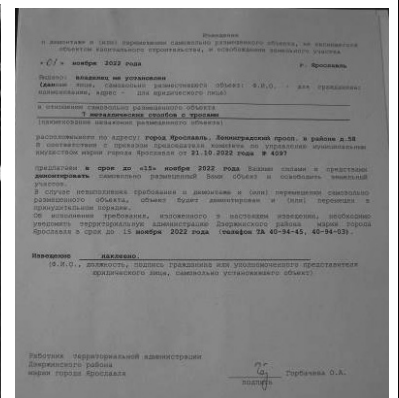 Извещение
о демонтаже и (или) перемещении самовольно размещенного объекта, не являющегося
объектом капитального строительства, и освобождении земельного участка
«01» ноября 2022 года г. Ярославль
Кому: владелец не установлен
(данные лица, самовольно разместившего объект: Ф.И.О. - для гражданина;
наименование, адрес - для юридического лица)
в отношении самовольно размещенного объекта
7 металлических столбов с тросами
(наименование незаконно размещенного объекта)
расположенного по адресу: город Ярославль, Ленинградский просп. в районе д.58
В соответствии с приказом председателя комитета по управлению муниципальным
имуществом мэрии города Ярославля от 21.10.2022 года № 4097
предлагаем в срок до «15» ноября 2022 года Вашими силами и средствами
демонтировать самовольно размещенный Вами объект и освободить земельный
участок.
В случае неисполнения требования о демонтаже и (или) перемещении самовольно
размещенного объекта, объект будет демонтирован и (или) перемещен в
принудительном порядке.
Об исполнении требования, изложенного в настоящем извещении, необходимо
уведомить территориальную администрацию Дзержинского района мэрии города
Ярославля в срок до 15 ноября 2022 года (телефон ТА 40-94-45, 40-94-03).
Извещение наклеено.
(Ф.И.О., должность, подпись гражданина или уполномоченного представителя
юридического лица, самовольно установившего объект)
Работник территориальной администрации
Дзержинского района
мэрии города Ярославля Горбачева О.А.
подпись